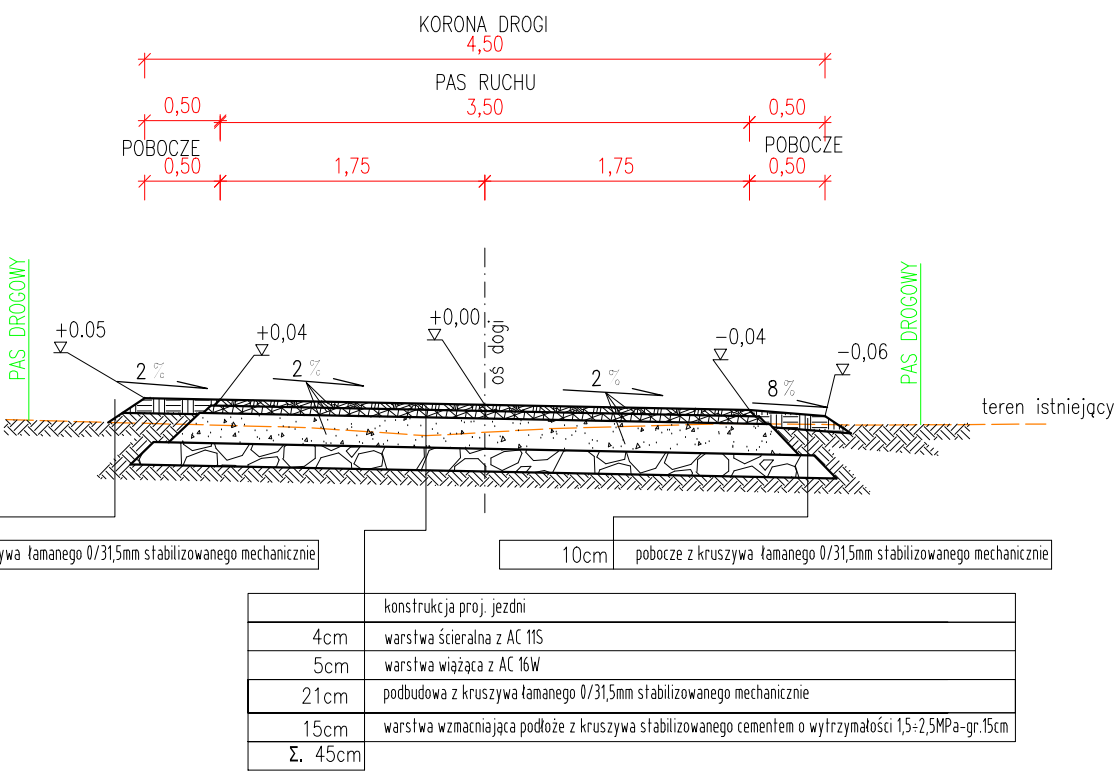 KORONA DROGI
4,50
PAS RUCHU
0,50
3,50
0,50
POBOCZE
POBOCZE
0,50
1,75
1,75
0,50
PAS DROGOWY
PAS DROGOWY
+0.05
+0,04
+0,00
-0,04
-0,06
oś dogi
2 %
2 %
2 %
8 %
teren istniejący
ywa łamanego 0/31,5mm stabilizowanego mechanicznie
10cm pobocze z kruszywa łamanego 0/31,5mm stabilizowanego mechanicznie
konstrukcja proj. jezdni
4cm warstwa ścieralna z AC 11S
5cm warstwa wiążąca z AC 16W
21cm podbudowa z kruszywa łamanego 0/31,5mm stabilizowanego mechanicznie
15cm warstwa wzmacniająca podłoże z kruszywa stabilizowanego cementem o wytrzymałości 1,5÷2,5MPa-gr.15cm
Σ. 45cm